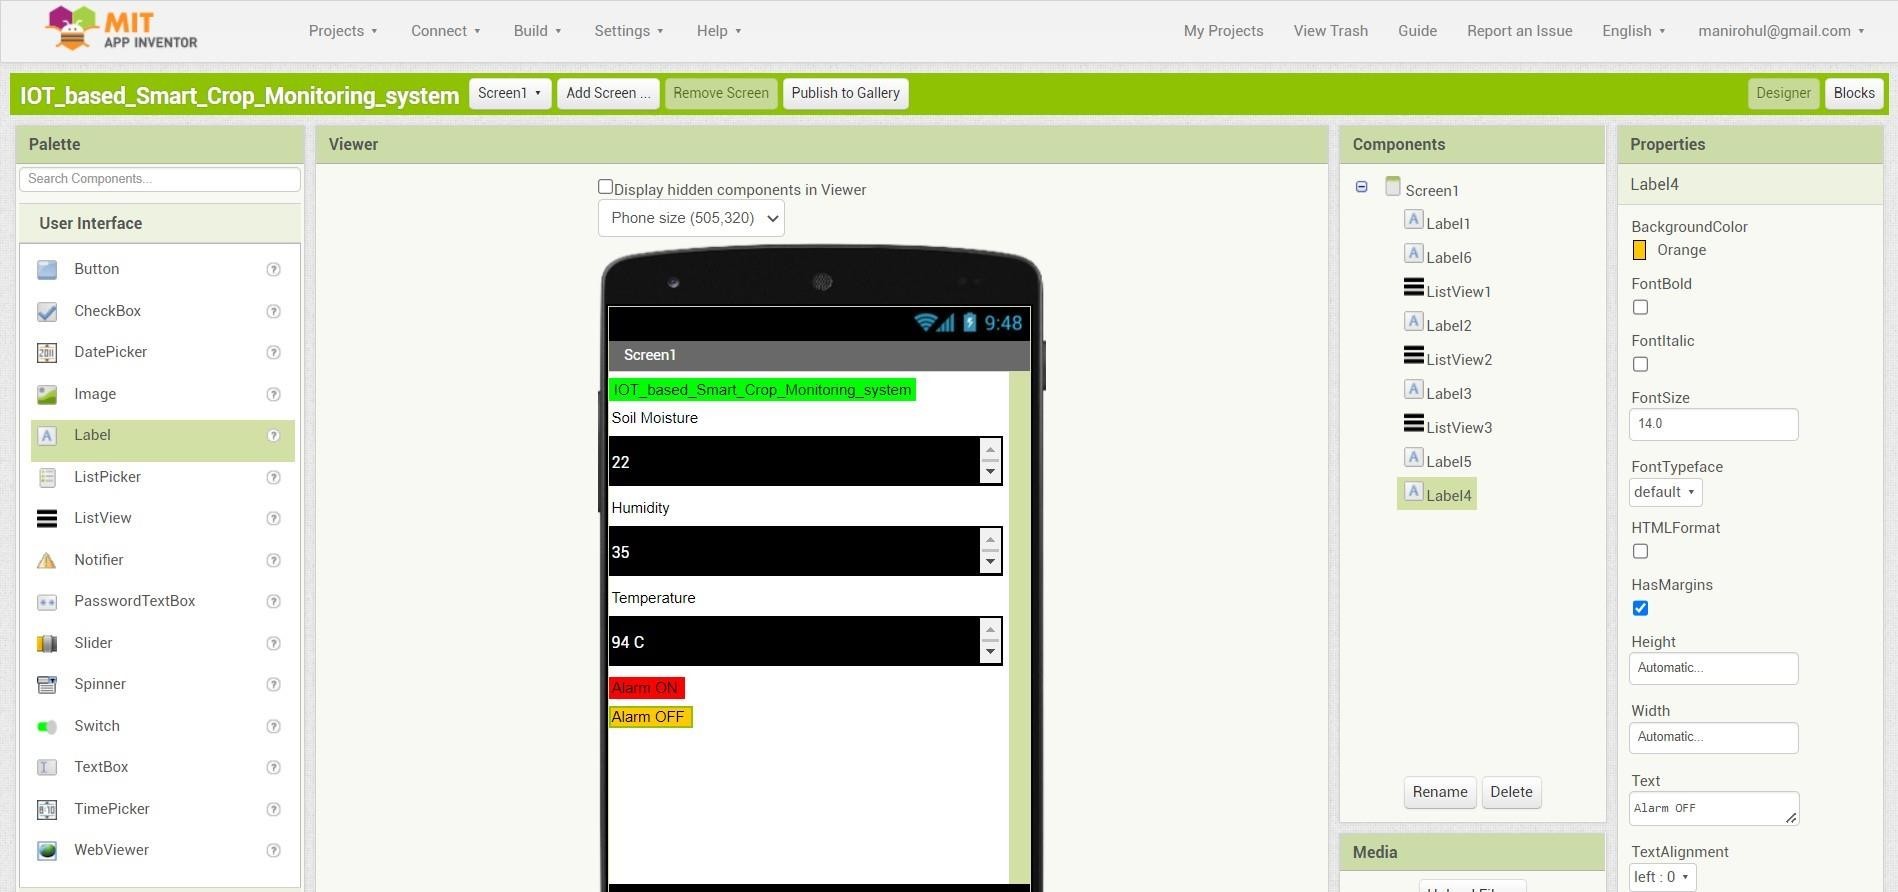 MIT
APP INVENTOR
Projects Connect Build Settings Help My Projects View Trash Guide Report an Issue English manirohul@gmail.com
IOT_based_Smart_Crop_Monitoring_system Screen1 Add Screen ... Remove Screen Publish to Gallery Designer Blocks
Palette
Search Components...
User Interface
Button
CheckBox
DatePicker
Image
Label
ListPicker
ListView
Notifier
PasswordTextBox
Slider
Spinner
Switch
TextBox
TimePicker
WebViewer
Viewer
Display hidden components in Viewer
Phone size (505,320)
9:48
Screen1
IOT_based_Smart_Crop_Monitoring_system
Soil Moisture
22
Humidity
35
Temperature
94 C
Alarm ON
Alarm OFF
Components
Screen1
Label1
Label6
ListView1
Label2
ListView2
Label3
ListView3
Label5
Label4
Rename Delete
Media
Properties
Label4
BackgroundColor
Orange
FontBold
FontItalic
FontSize
14.0
FontTypeface
default
HTMLFormat
HasMargins
Height
Automatic...
Width
Automatic...
Text
Alarm OFF
TextAlignment
left : 0